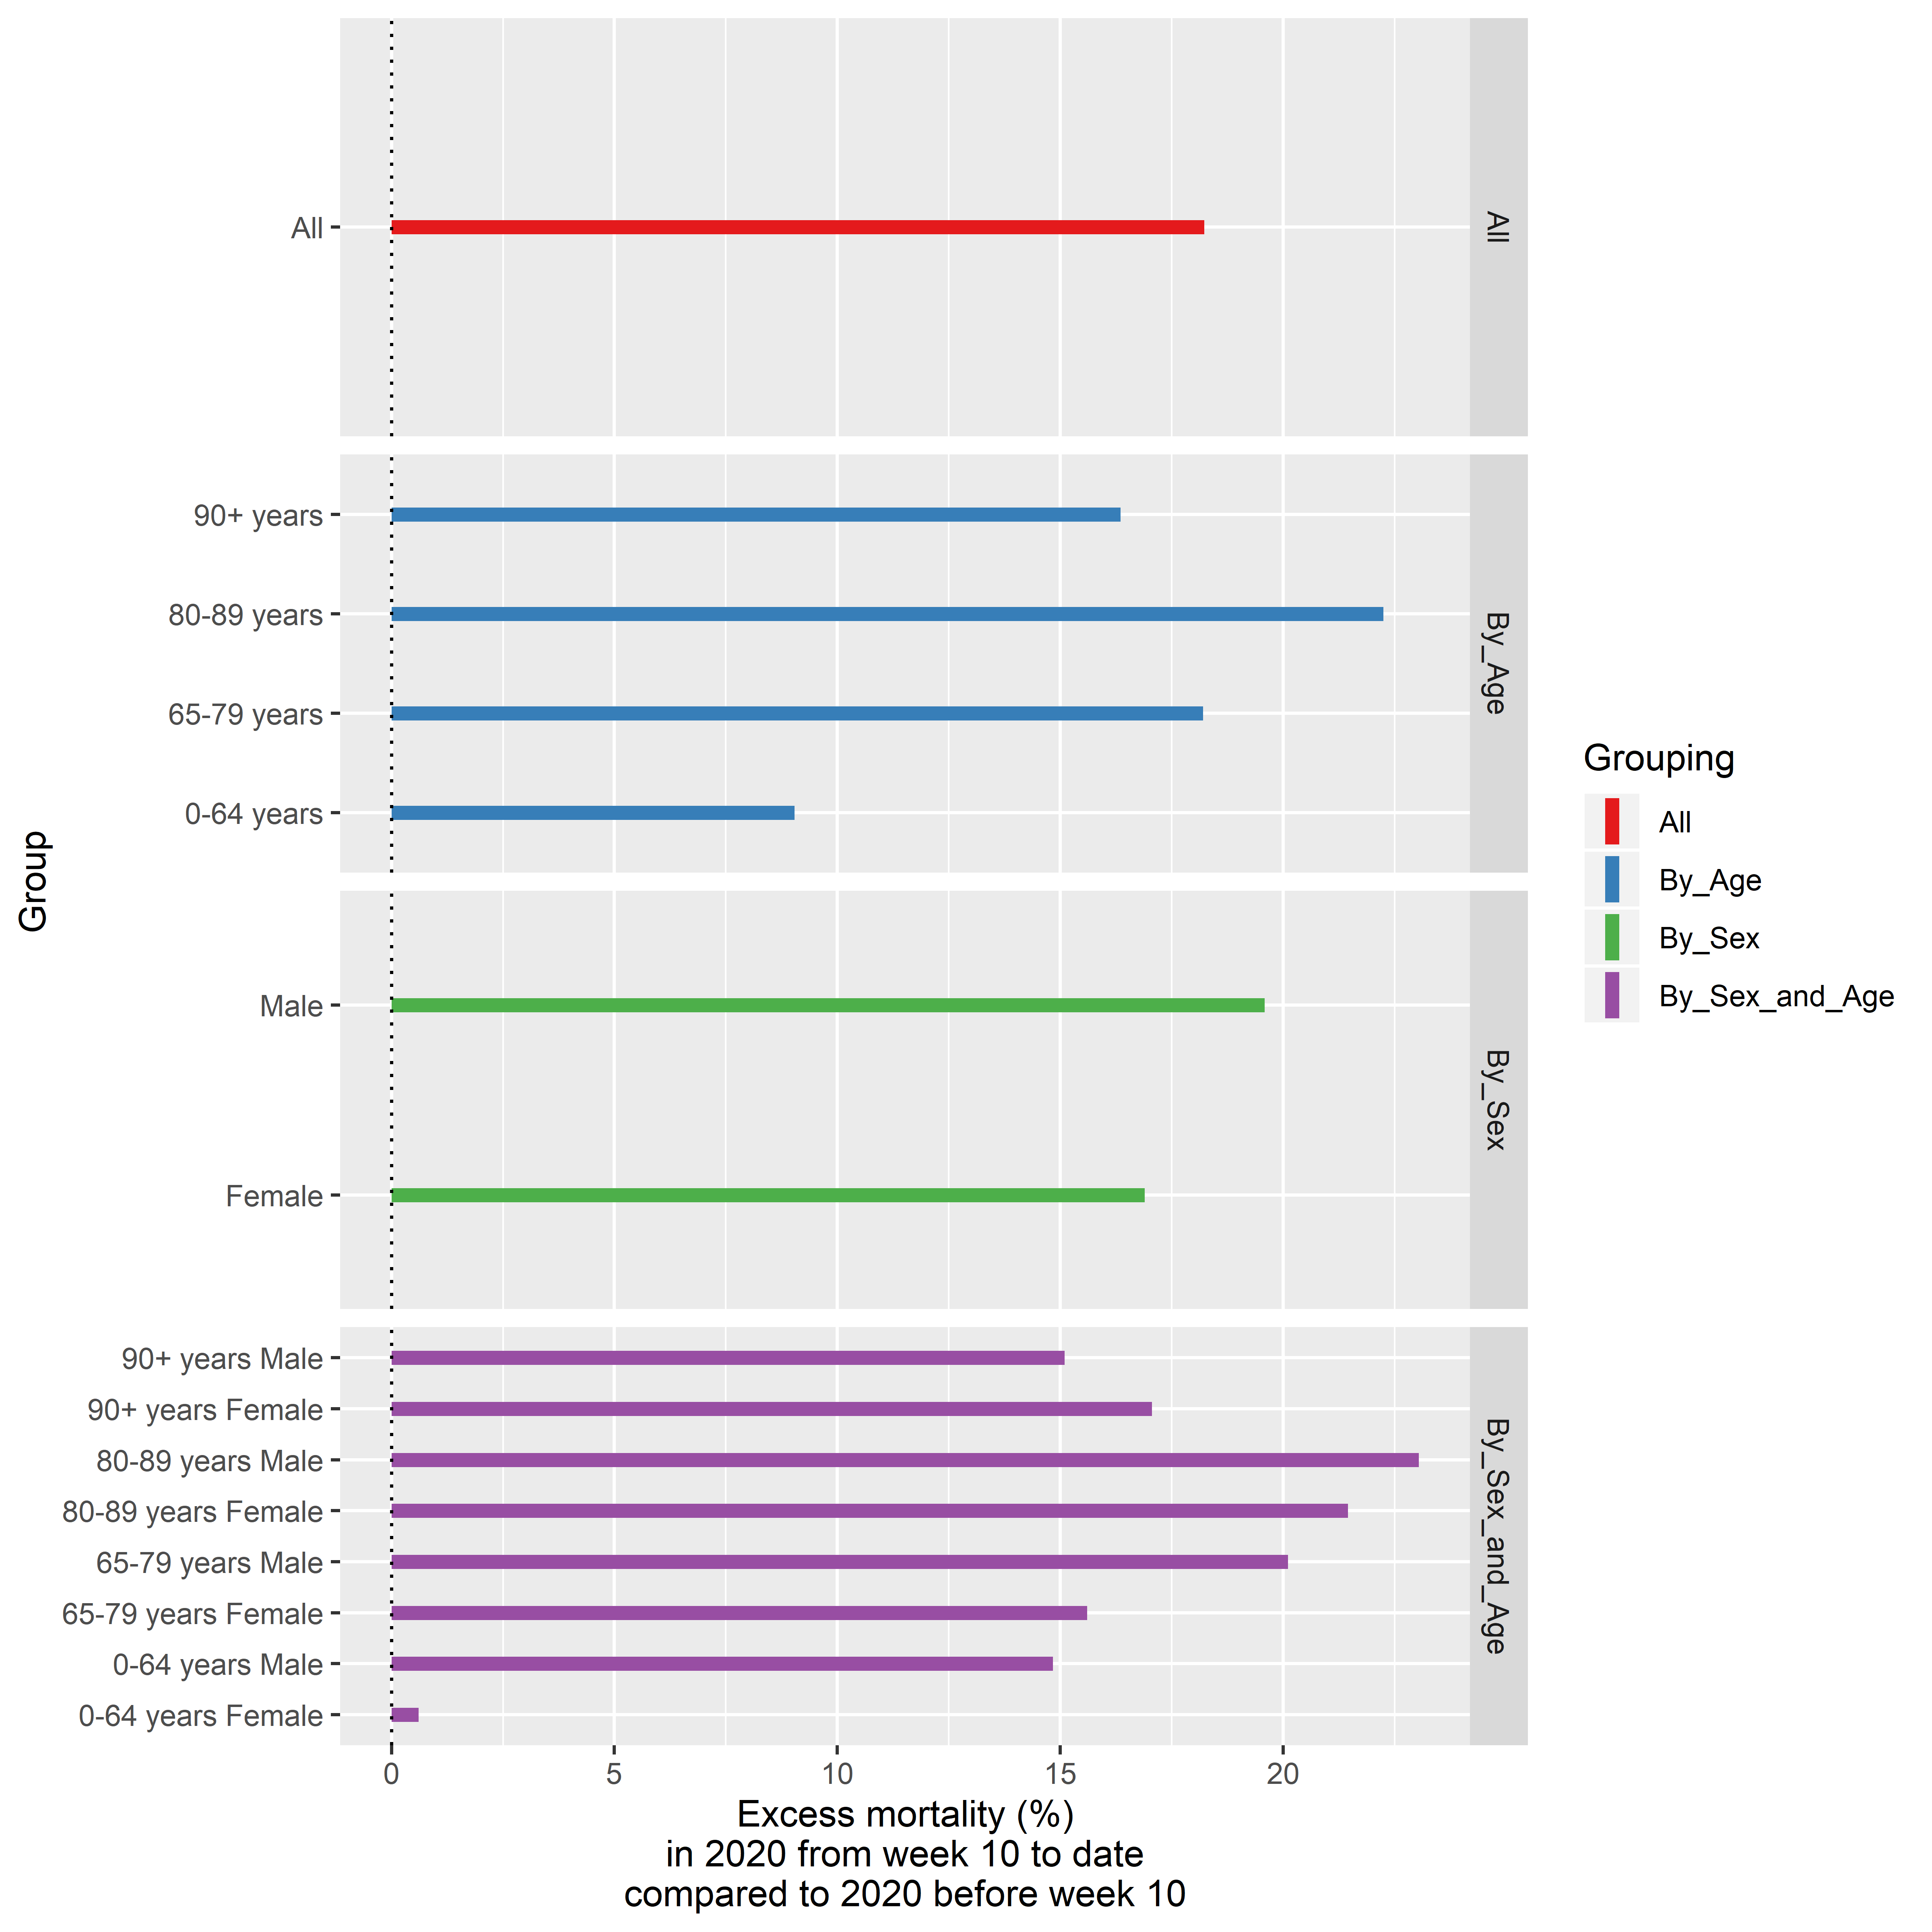 Group
All
All
90+ years
80-89 years
65-79 years
0-64 years
By_Age
Male
Female
By_Sex
90+ years Male
90+ years Female
80-89 years Male
80-89 years Female
65-79 years Male
65-79 years Female
0-64 years Male
0-64 years Female
By_Sex_and_Age
0 5 10 15 20
Excess mortality (%)
in 2020 from week 10 to date
compared to 2020 before week 10
Grouping
All
By_Age
By_Sex
By_Sex_and_Age